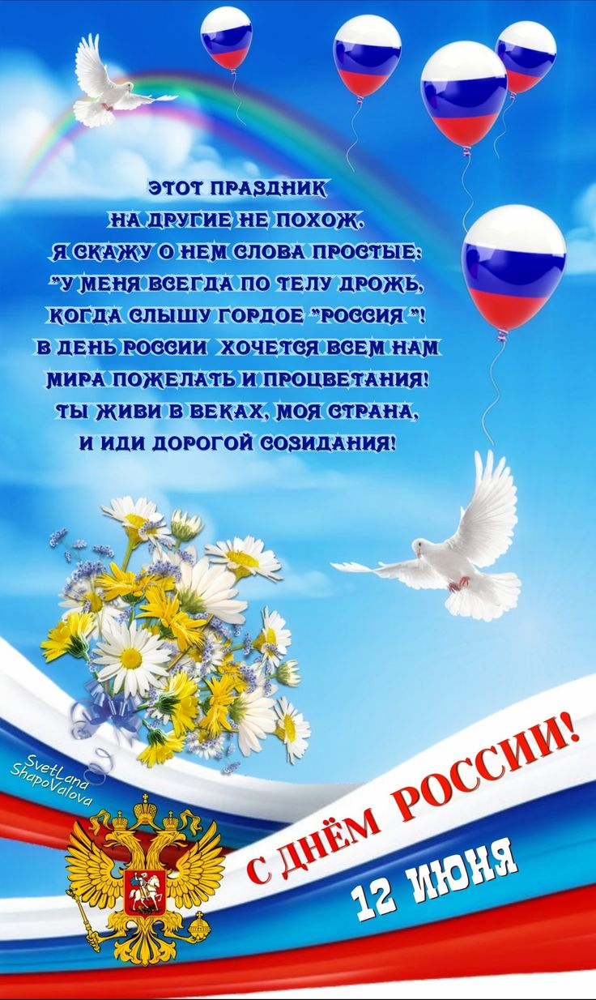 ЭТОТ ПРАЗДНИК
НА ДРУГИЕ НЕ ПОХОЖ.
Я СКАЖУ О НЕМ СЛОВА ПРОСТЫЕ:
"У МЕНЯ ВСЕГДА ПО ТЕЛУ ДРОЖЬ,
КОГДА СЛЫШУ ГОРДОЕ "РОССИЯ "!
В ДЕНЬ РОССИИ ХОЧЕТСЯ ВСЕМ НАМ
МИРА ПОЖЕЛАТЬ И ПРОЦВЕТАНИЯ!
ТЫ ЖИВИ В ВЕКАХ, МОЯ СТРАНА,
И ИДИ ДОРОГОЙ СОЗИДАНИЯ!
SvetLana
ShapoValova
С ДНЁМ РОССИИ!
12 ИЮНЯ